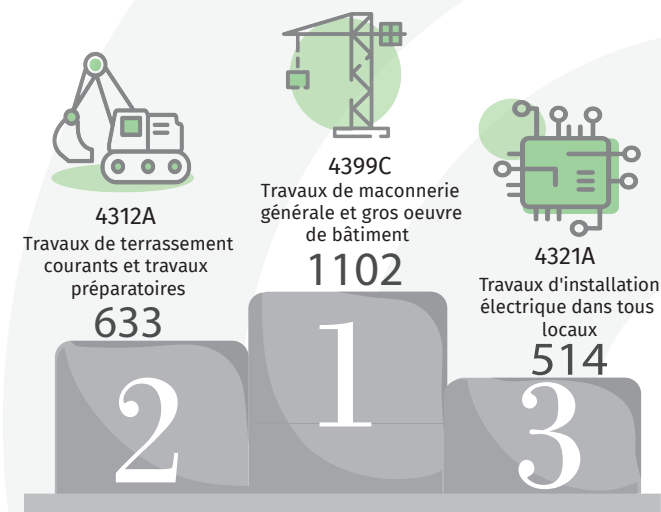 4312A
Travaux de terrassement
courants et travaux
préparatoires
633
2
4399C
Travaux de maconnerie
générale et gros oeuvre
de bâtiment
1102
1
4321A
Travaux d'installation
électrique dans tous
locaux
514
3